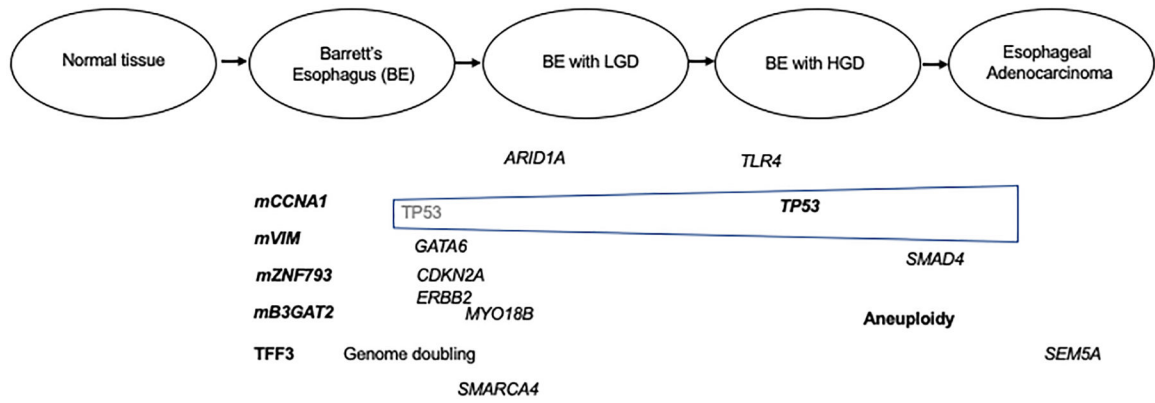 Normal tissue
Barrett's
Esophagus (BE)
BE with LGD
BE with HGD
Esophageal
Adenocarcinoma
ARID1A
TLR4
mCCNA1
TP53
TP53
mVIM
GATA6
SMAD4
mZNF793
CDKN2A
ERBB2
mB3GAT2
MYO18B
Aneuploidy
TFF3
Genome doubling
SEM5A
SMARCA4